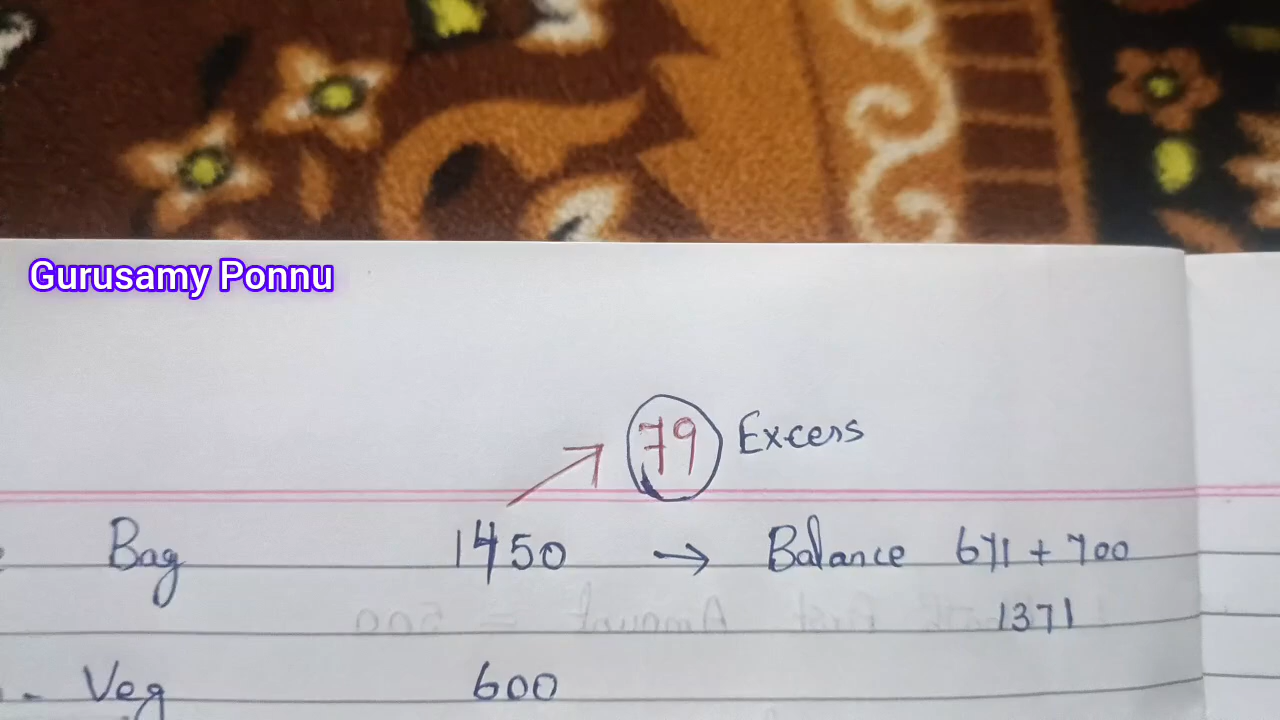 Gurusamy Ponnu
79 Excess
Bag 1450 → Balance 671 + 700
1371
- Veg 600